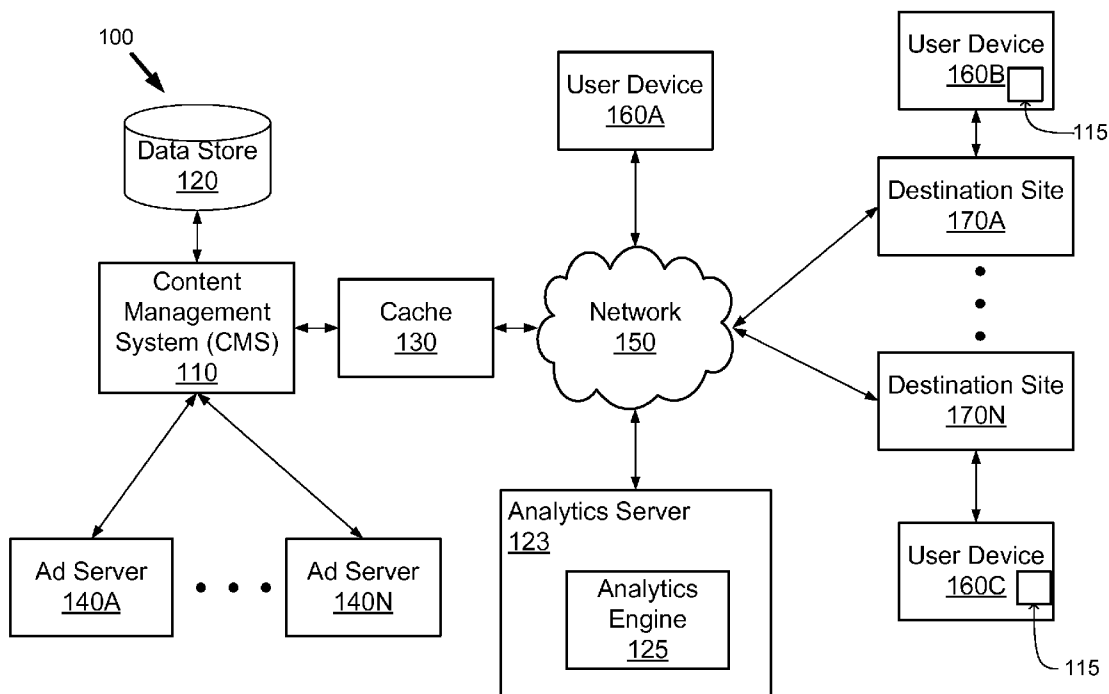 100
Data Store
120
User Device
160A
User Device
160B
115
Destination Site
170A
Content
Management
System (CMS)
110
Cache
130
Network
150
Destination Site
170N
Ad Server
140A
Ad Server
140N
Analytics Server
123
Analytics
Engine
125
User Device
160C
115